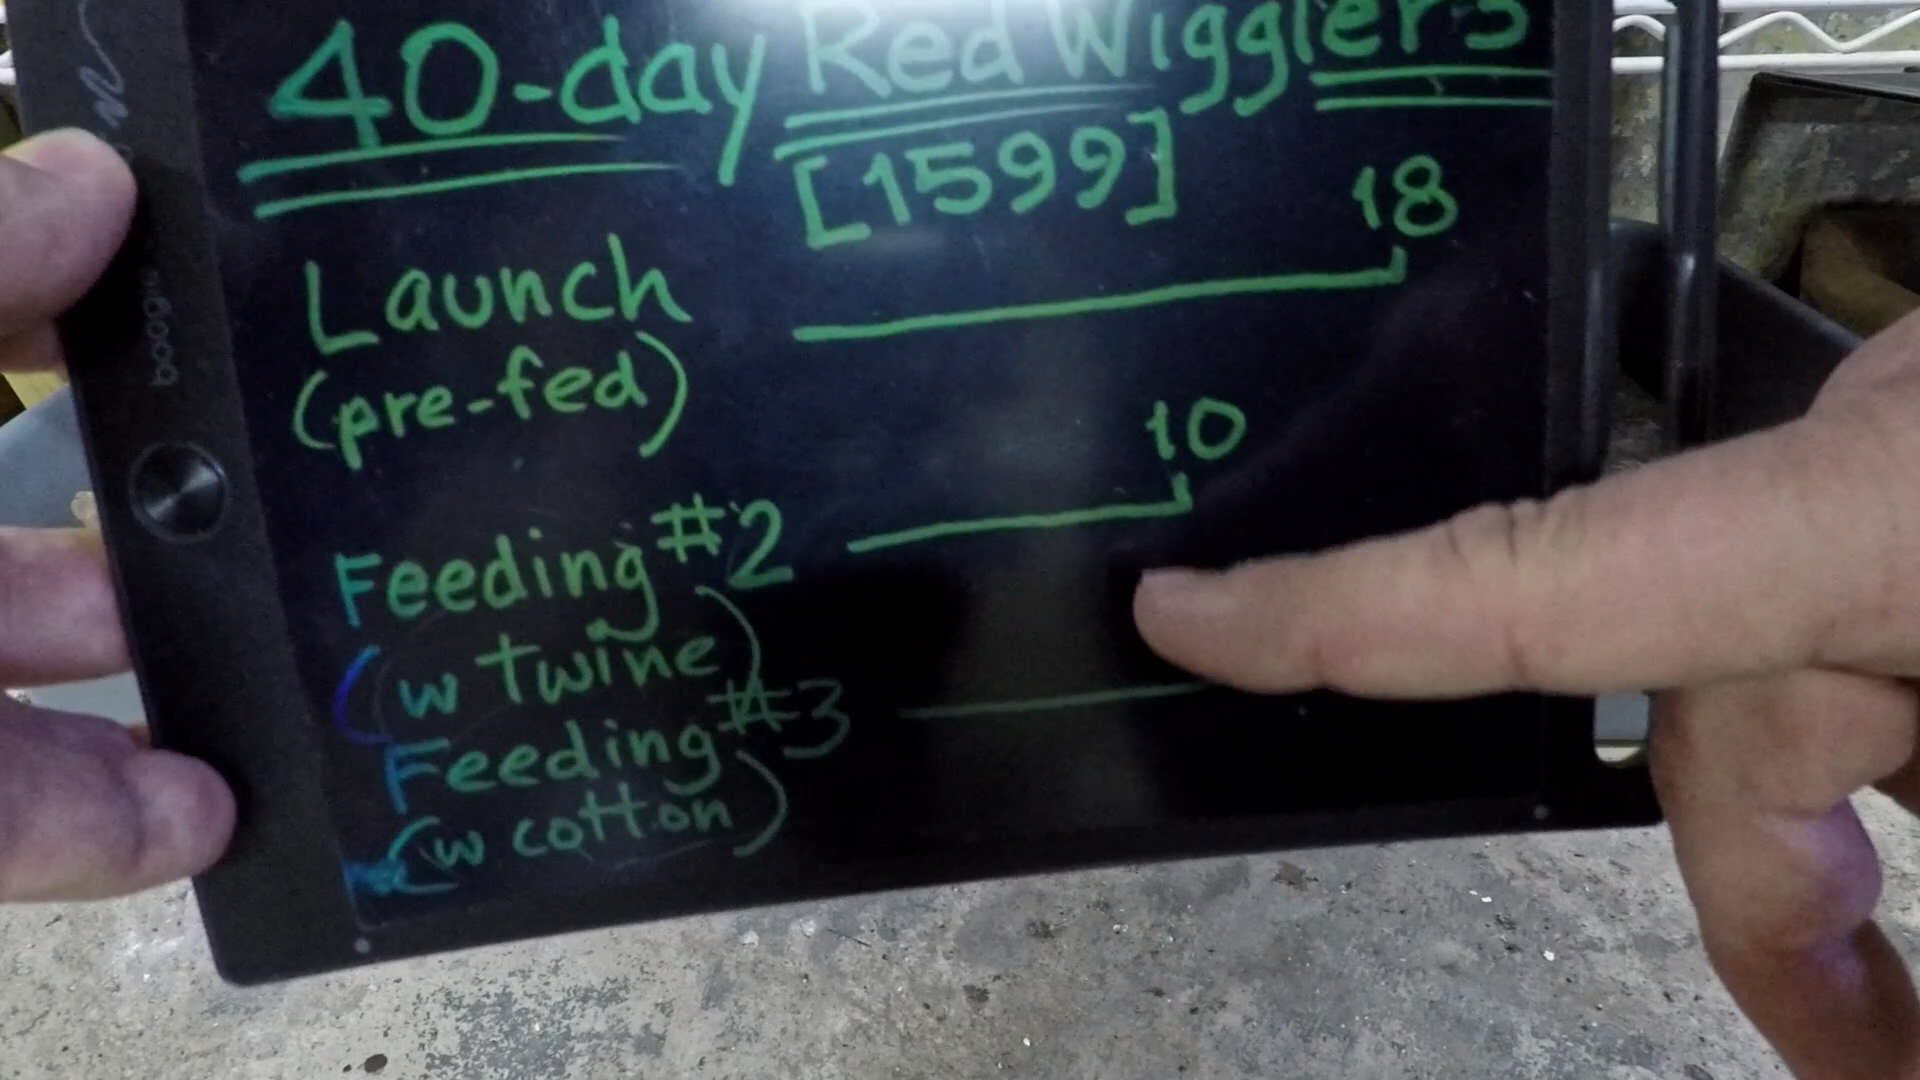 40-day Red Wigglers
[1599]
Launch 18
(pre-fed)
Feeding #2 10
(w twine)
Feeding #3
(w cotton)
boogie